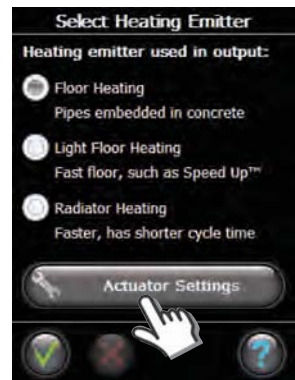 Select Heating Emitter
Heating emitter used in output:
Floor Heating
Pipes embedded in concrete
Light Floor Heating
Fast floor, such as Speed Up™
Radiator Heating
Faster, has shorter cycle time
Actuator Settings
?